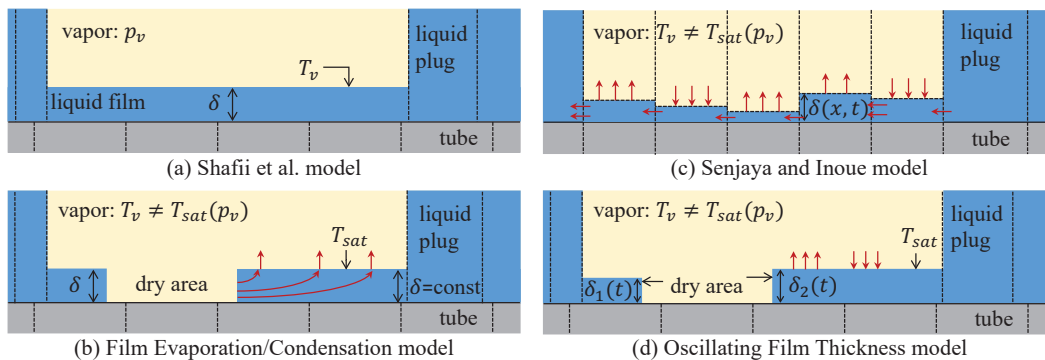 vapor: p_v
liquid plug
T_v
liquid film
δ
tube
(a) Shafii et al. model
vapor: T_v ≠ T_sat(p_v)
liquid plug
δ(x, t)
tube
(c) Senjaya and Inoue model
vapor: T_v ≠ T_sat(p_v)
liquid plug
T_sat
δ
dry area
δ=const
tube
(b) Film Evaporation/Condensation model
vapor: T_v ≠ T_sat(p_v)
liquid plug
T_sat
δ₁(t)
dry area
δ₂(t)
tube
(d) Oscillating Film Thickness model